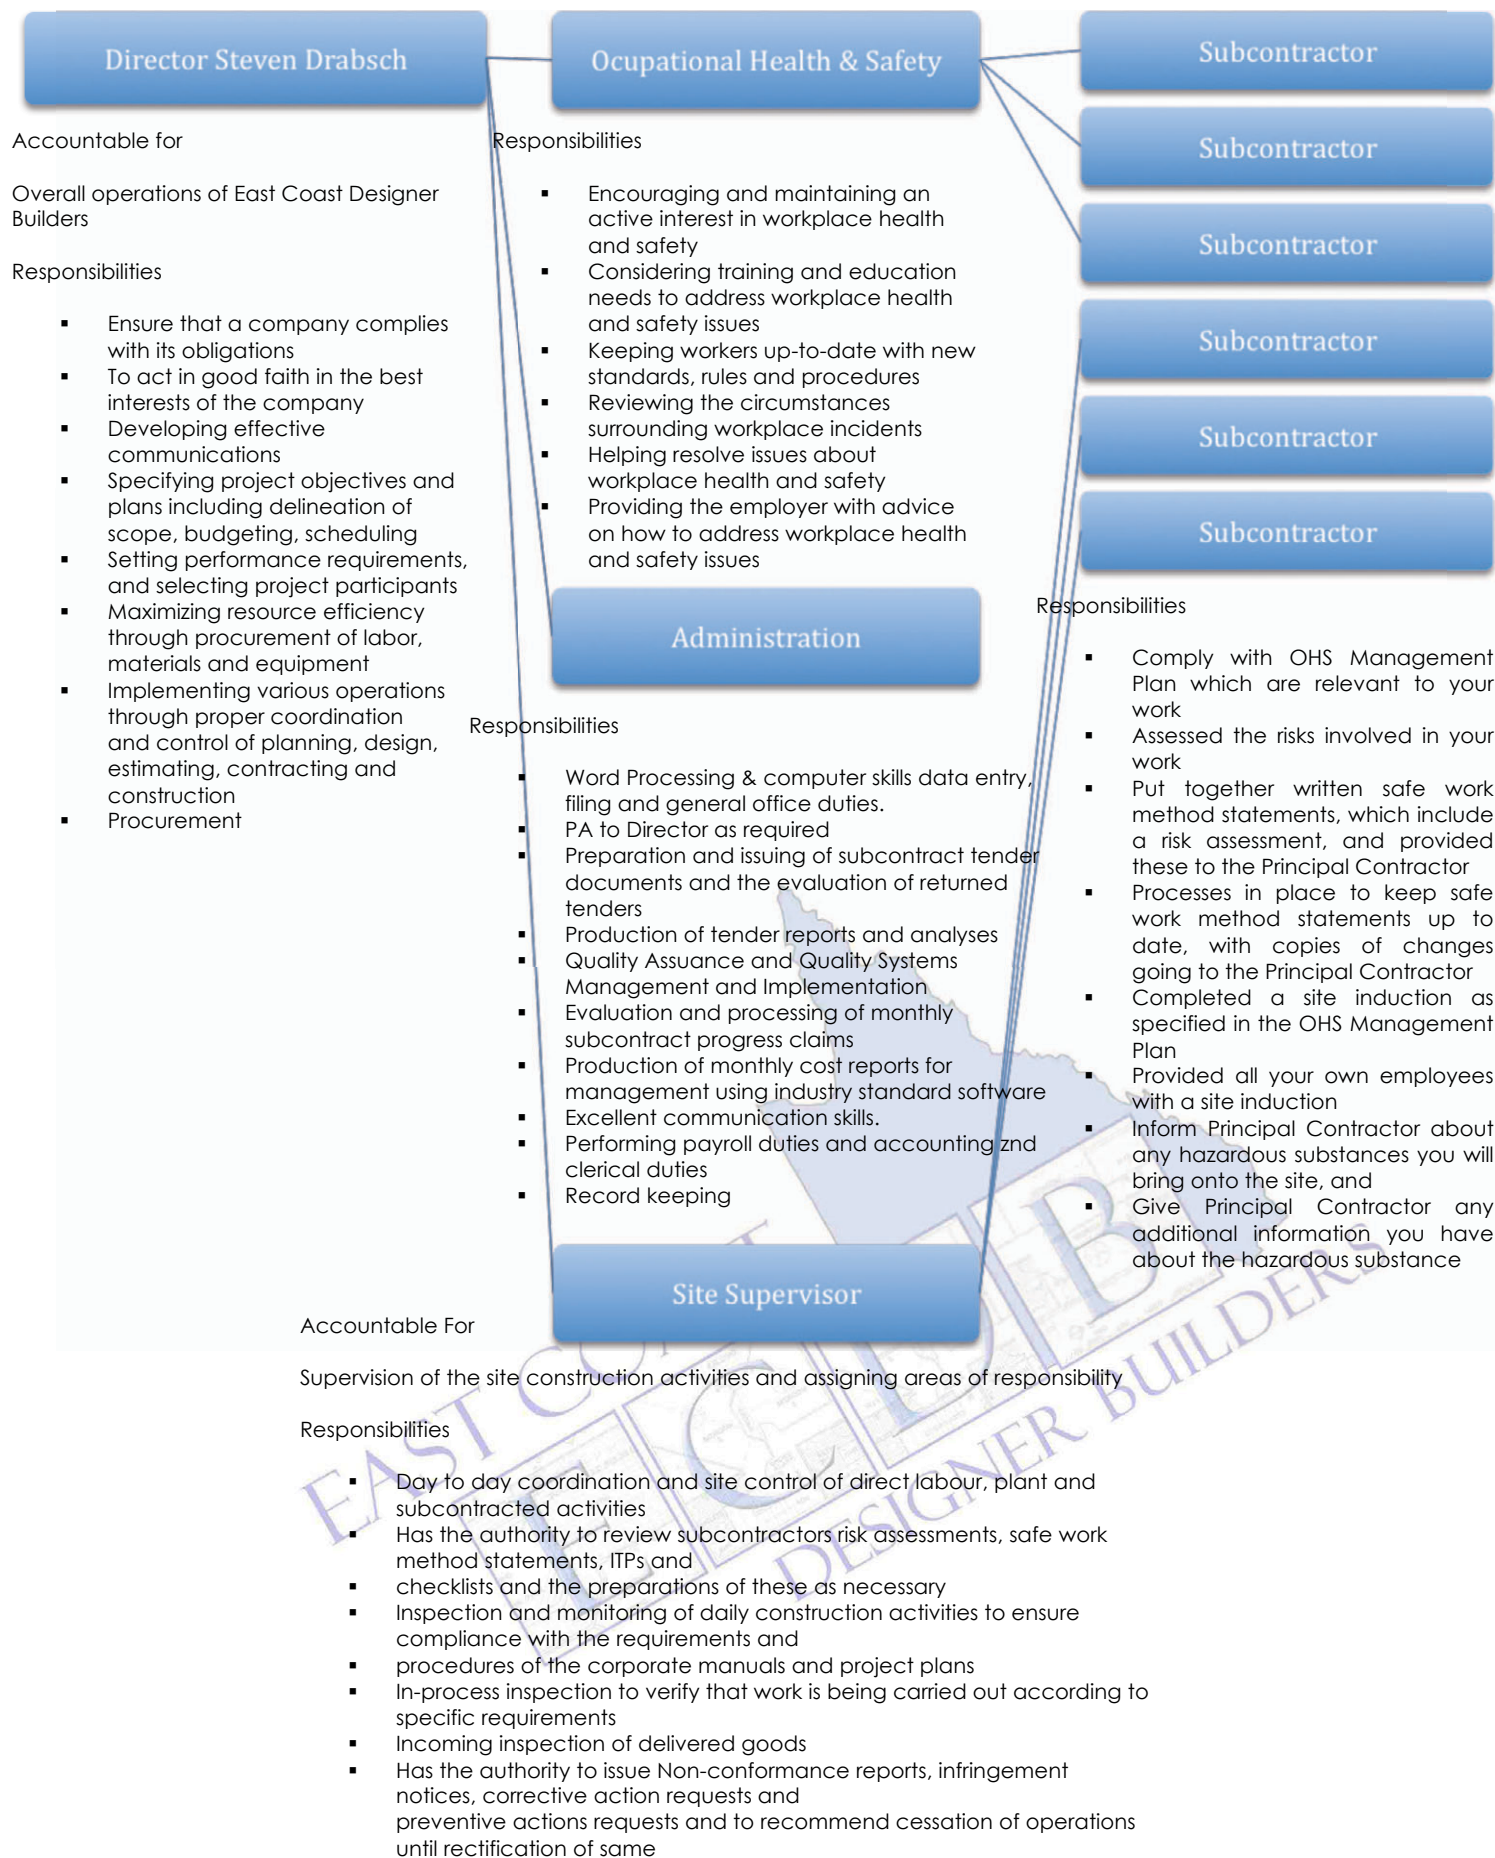 Director Steven Drabsch
Accountable for
Overall operations of East Coast Designer
Builders
Responsibilities
▪ Ensure that a company complies
with its obligations
▪ To act in good faith in the best
interests of the company
▪ Developing effective
communications
▪ Specifying project objectives and
plans including delineation of
scope, budgeting, scheduling
▪ Setting performance requirements,
and selecting project participants
▪ Maximizing resource efficiency
through procurement of labor,
materials and equipment
▪ Implementing various operations
through proper coordination
and control of planning, design,
estimating, contracting and
construction
▪ Procurement
Ocupational Health & Safety
Responsibilities
▪ Encouraging and maintaining an
active interest in workplace health
and safety
▪ Considering training and education
needs to address workplace health
and safety issues
▪ Keeping workers up-to-date with new
standards, rules and procedures
▪ Reviewing the circumstances
surrounding workplace incidents
▪ Helping resolve issues about
workplace health and safety
▪ Providing the employer with advice
on how to address workplace health
and safety issues
Administration
Responsibilities
▪ Word Processing & computer skills data entry,
filing and general office duties.
▪ PA to Director as required
▪ Preparation and issuing of subcontract tender
documents and the evaluation of returned
tenders
▪ Production of tender reports and analyses
▪ Quality Assuance and Quality Systems
Management and Implementation
▪ Evaluation and processing of monthly
subcontract progress claims
▪ Production of monthly cost reports for
management using industry standard software
▪ Excellent communication skills.
▪ Performing payroll duties and accounting znd
clerical duties
▪ Record keeping
Subcontractor
Subcontractor
Subcontractor
Subcontractor
Subcontractor
Subcontractor
Responsibilities
▪ Comply with OHS Management
Plan which are relevant to your
work
▪ Assessed the risks involved in your
work
▪ Put together written safe work
method statements, which include
a risk assessment, and provided
these to the Principal Contractor
▪ Processes in place to keep safe
work method statements up to
date, with copies of changes
going to the Principal Contractor
▪ Completed a site induction as
specified in the OHS Management
Plan
▪ Provided all your own employees
with a site induction
▪ Inform Principal Contractor about
any hazardous substances you will
bring onto the site, and
▪ Give Principal Contractor any
additional information you have
about the hazardous substance
Site Supervisor
Accountable For
Supervision of the site construction activities and assigning areas of responsibility
Responsibilities
▪ Day to day coordination and site control of direct labour, plant and
subcontracted activities
▪ Has the authority to review subcontractors risk assessments, safe work
method statements, ITPs and
▪ checklists and the preparations of these as necessary
▪ Inspection and monitoring of daily construction activities to ensure
compliance with the requirements and
▪ procedures of the corporate manuals and project plans
▪ In-process inspection to verify that work is being carried out according to
specific requirements
▪ Incoming inspection of delivered goods
▪ Has the authority to issue Non-conformance reports, infringement
notices, corrective action requests and
preventive actions requests and to recommend cessation of operations
until rectification of same
EAST COAST
ECDB
DESIGNER BUILDERS